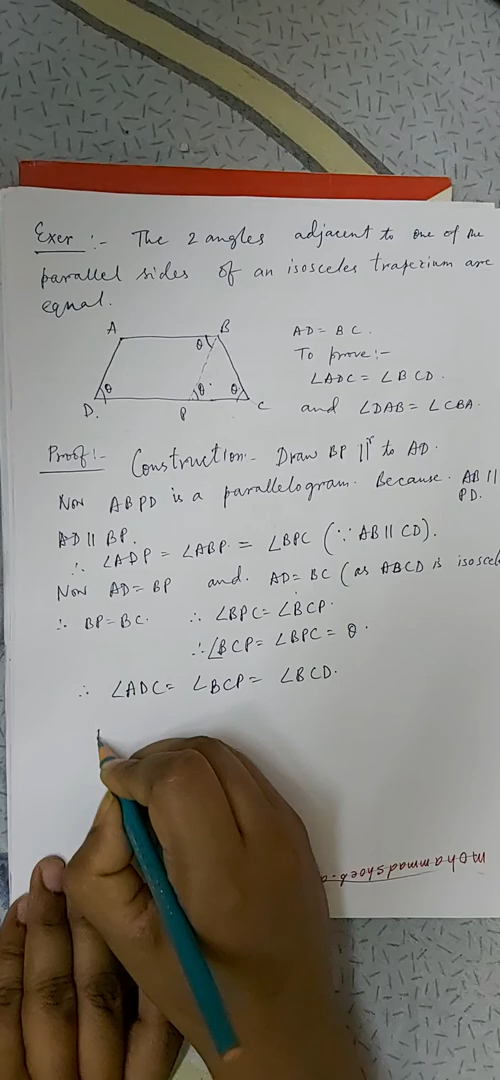 Exer :- The 2 angles adjacent to one of the
parallel sides of an isosceles trapezium are
equal.
A B
θ
θ θ θ
D P C
AD = BC.
To prove :-
∠ADC = ∠BCD.
and ∠DAB = ∠CBA.
Proof :- Construction - Draw BP ||r to AD.
Now ABPD is a parallelogram. Because AB ||
PD.
AD || BP.
∴ ∠ADP = ∠ABP = ∠BPC (∵ AB || CD).
Now AD = BP and. AD = BC (as ABCD is isoscel
∴ BP = BC. ∴ ∠BPC = ∠BCP.
∴ ∠BCP = ∠BPC = θ.
∴ ∠ADC = ∠BCP = ∠BCD.
mohammadshoeb.a